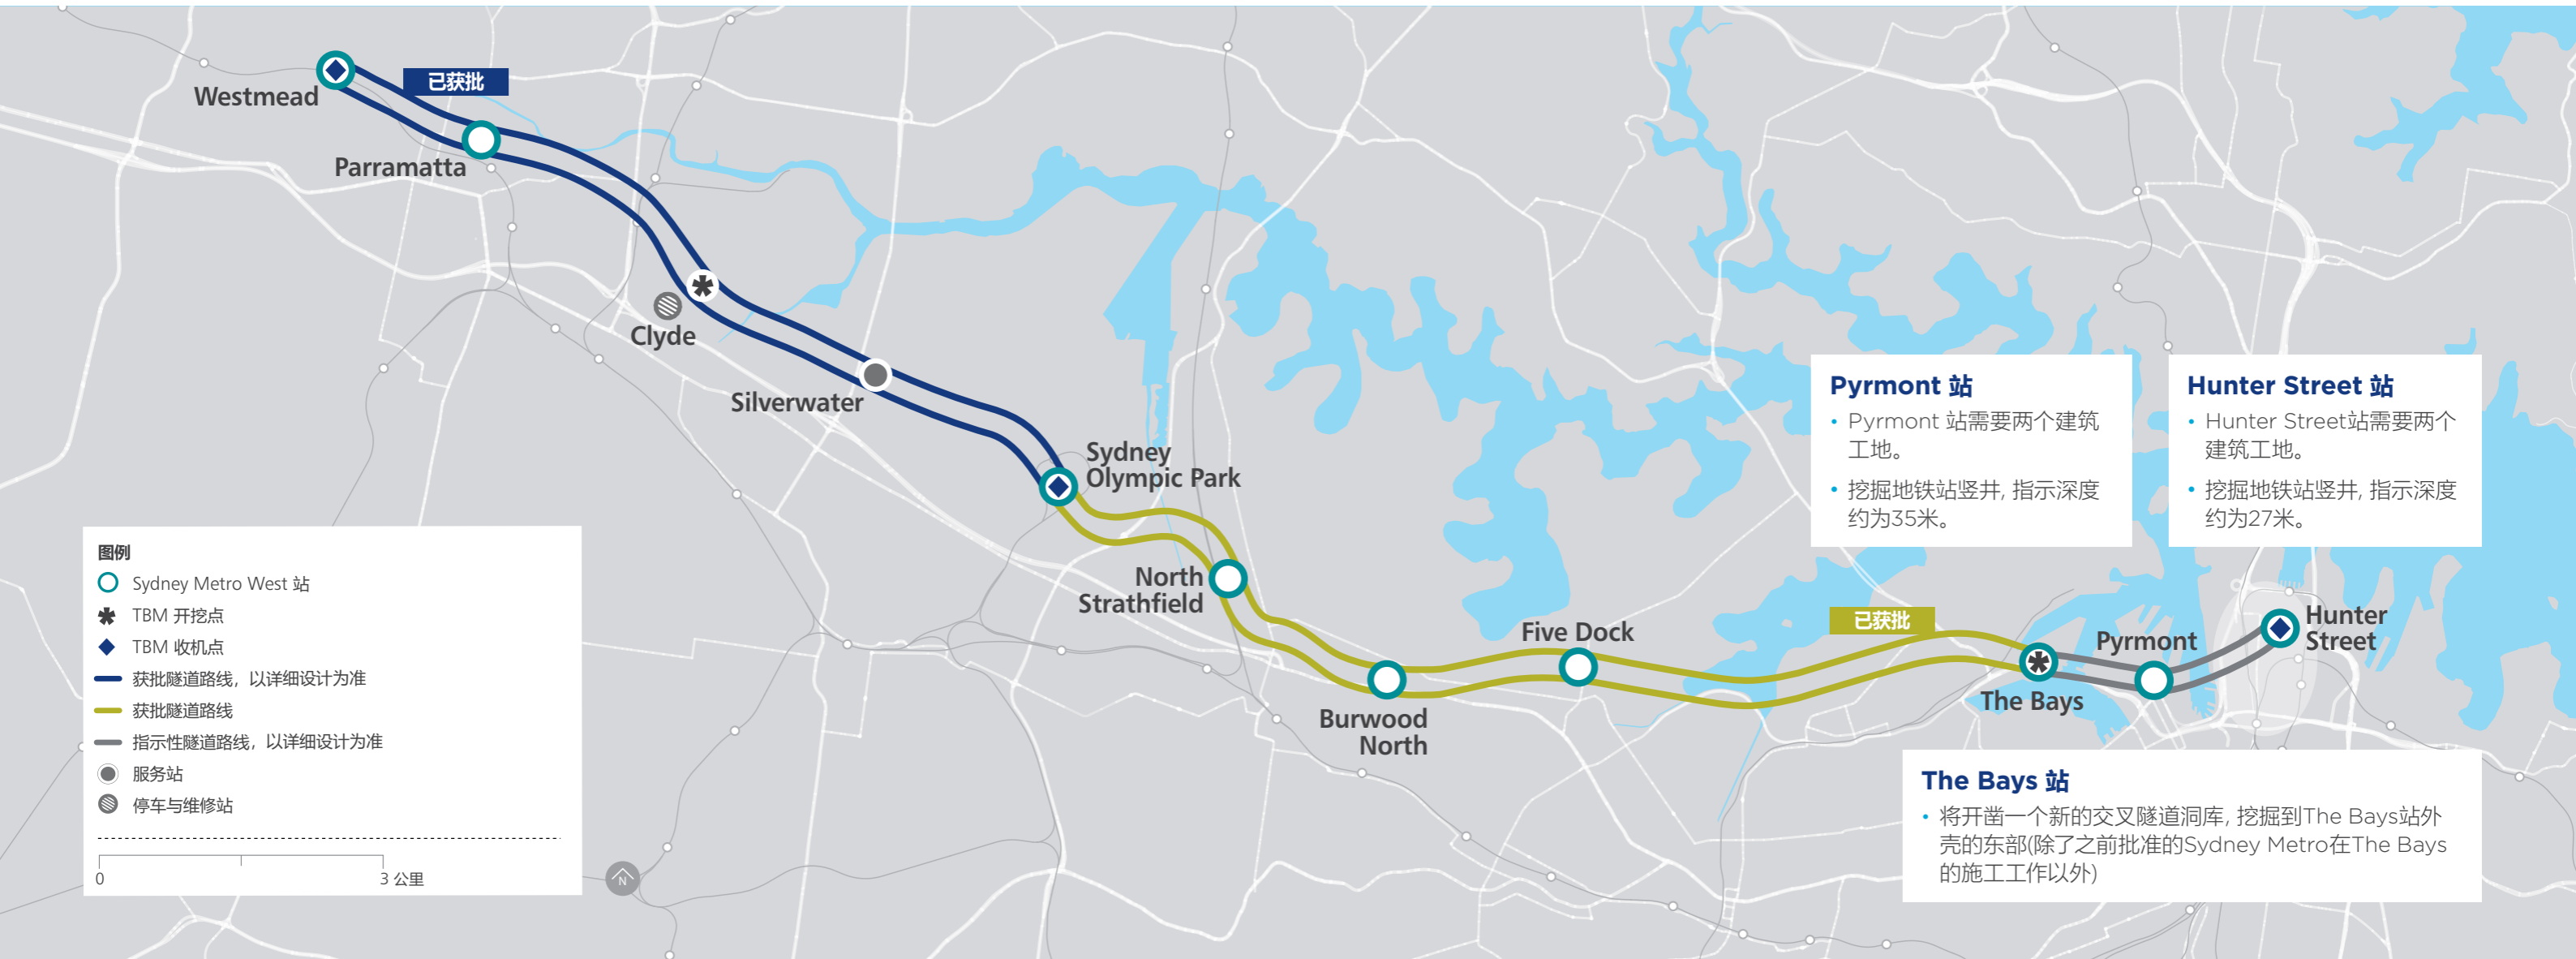 Westmead
已获批
Parramatta
Clyde
Silverwater
Sydney
Olympic Park
North
Strathfield
Burwood
North
Five Dock
已获批
The Bays
Pyrmont
Hunter
Street
Pyrmont 站
• Pyrmont 站需要两个建筑
工地。
• 挖掘地铁站竖井, 指示深度
约为35米。
Hunter Street 站
• Hunter Street站需要两个
建筑工地。
• 挖掘地铁站竖井, 指示深度
约为27米。
The Bays 站
• 将开凿一个新的交叉隧道洞库, 挖掘到The Bays站外
壳的东部(除了之前批准的Sydney Metro在The Bays
的施工工作以外)
图例
Sydney Metro West 站
TBM 开挖点
TBM 收机点
获批隧道路线，以详细设计为准
获批隧道路线
指示性隧道路线，以详细设计为准
服务站
停车与维修站
0 3 公里
N